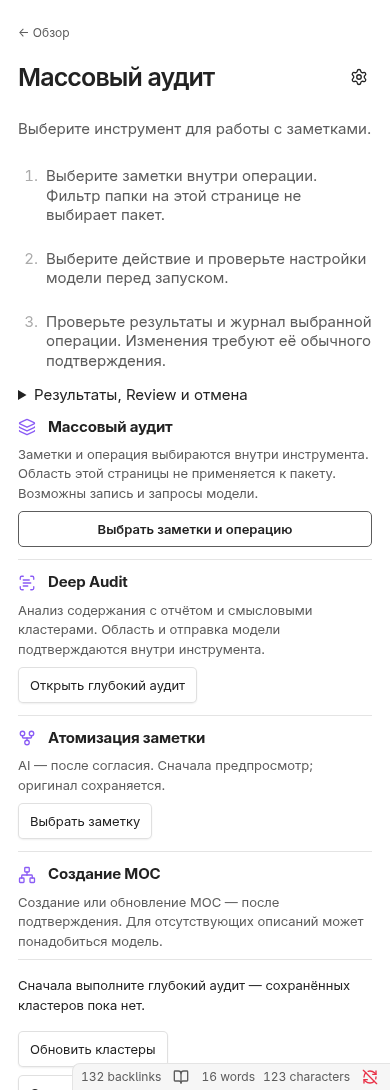 ← Обзор
Массовый аудит
Выберите инструмент для работы с заметками.
1. Выберите заметки внутри операции.
Фильтр папки на этой странице не
выбирает пакет.
2. Выберите действие и проверьте настройки
модели перед запуском.
3. Проверьте результаты и журнал выбранной
операции. Изменения требуют её обычного
подтверждения.
Результаты, Review и отмена
Массовый аудит
Заметки и операция выбираются внутри инструмента.
Область этой страницы не применяется к пакету.
Возможны запись и запросы модели.
Выбрать заметки и операцию
Deep Audit
Анализ содержания с отчётом и смысловыми
кластерами. Область и отправка модели
подтверждаются внутри инструмента.
Открыть глубокий аудит
Атомизация заметки
AI — после согласия. Сначала предпросмотр;
оригинал сохраняется.
Выбрать заметку
Создание MOC
Создание или обновление MOC — после
подтверждения. Для отсутствующих описаний может
понадобиться модель.
Сначала выполните глубокий аудит — сохранённых
кластеров пока нет.
Обновить кластеры
132 backlinks 16 words 123 characters